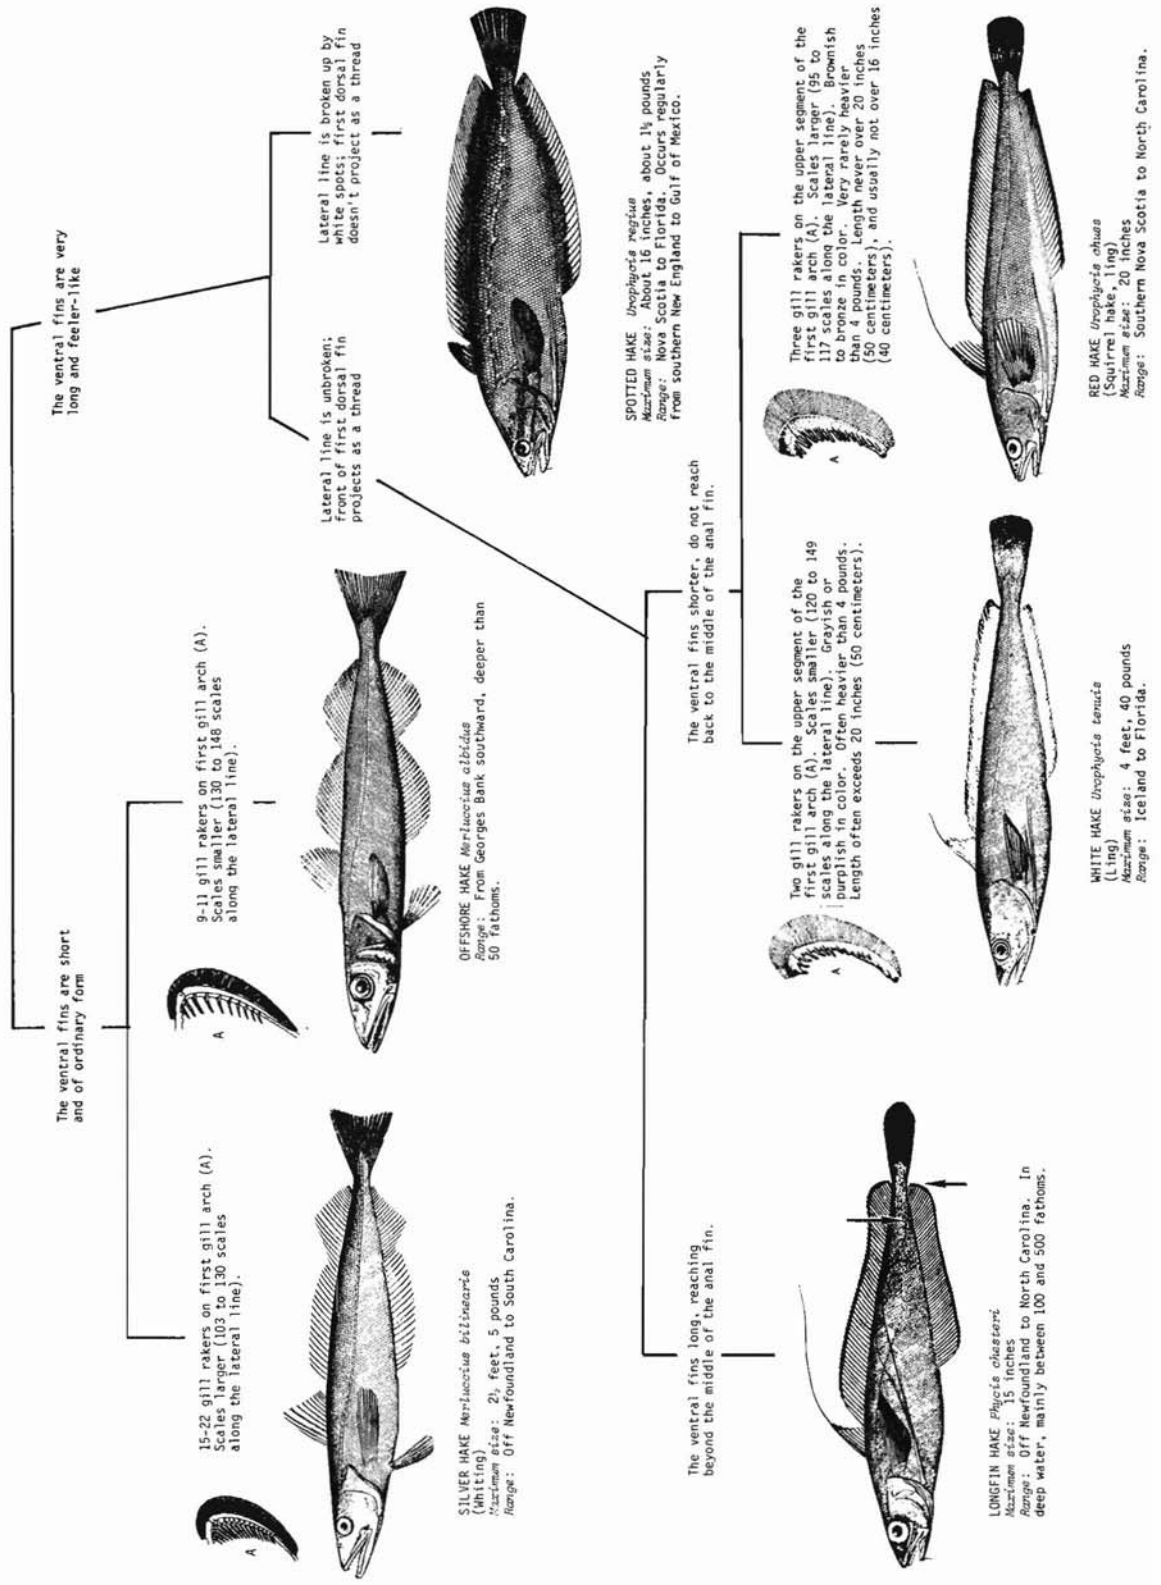 The ventral fins are short
and of ordinary form
The ventral fins are very
long and feeler-like
15-22 gill rakers on first gill arch (A).
Scales larger (103 to 130 scales
along the lateral line).
A
9-11 gill rakers on first gill arch (A).
Scales smaller (130 to 148 scales
along the lateral line).
A
Lateral line is unbroken;
front of first dorsal fin
projects as a thread
Lateral line is broken up by
white spots; first dorsal fin
doesn't project as a thread
SILVER HAKE Merluccius bilinearis
(Whiting)
Maximum size: 2½ feet, 5 pounds
Range: Off Newfoundland to South Carolina.
OFFSHORE HAKE Merluccius albidus
Range: From Georges Bank southward, deeper than
50 fathoms.
SPOTTED HAKE Urophycis regius
Maximum size: About 16 inches, about 1½ pounds
Range: Nova Scotia to Florida. Occurs regularly
from southern New England to Gulf of Mexico.
The ventral fins long, reaching
beyond the middle of the anal fin.
The ventral fins shorter, do not reach
back to the middle of the anal fin.
Two gill rakers on the upper segment of the
first gill arch (A). Scales smaller (120 to 149
scales along the lateral line). Grayish or
purplish in color. Often heavier than 4 pounds.
Length often exceeds 20 inches (50 centimeters).
A
Three gill rakers on the upper segment of the
first gill arch (A). Scales larger (95 to
117 scales along the lateral line). Brownish
to bronze in color. Very rarely heavier
than 4 pounds. Length never over 20 inches
(50 centimeters), and usually not over 16 inches
(40 centimeters).
A
LONGFIN HAKE Phycis chesteri
Maximum size: 15 inches
Range: Off Newfoundland to North Carolina. In
deep water, mainly between 100 and 500 fathoms.
WHITE HAKE Urophycis tenuis
(Ling)
Maximum size: 4 feet, 40 pounds
Range: Iceland to Florida.
RED HAKE Urophycis chuss
(Squirrel hake, ling)
Maximum size: 20 inches
Range: Southern Nova Scotia to North Carolina.